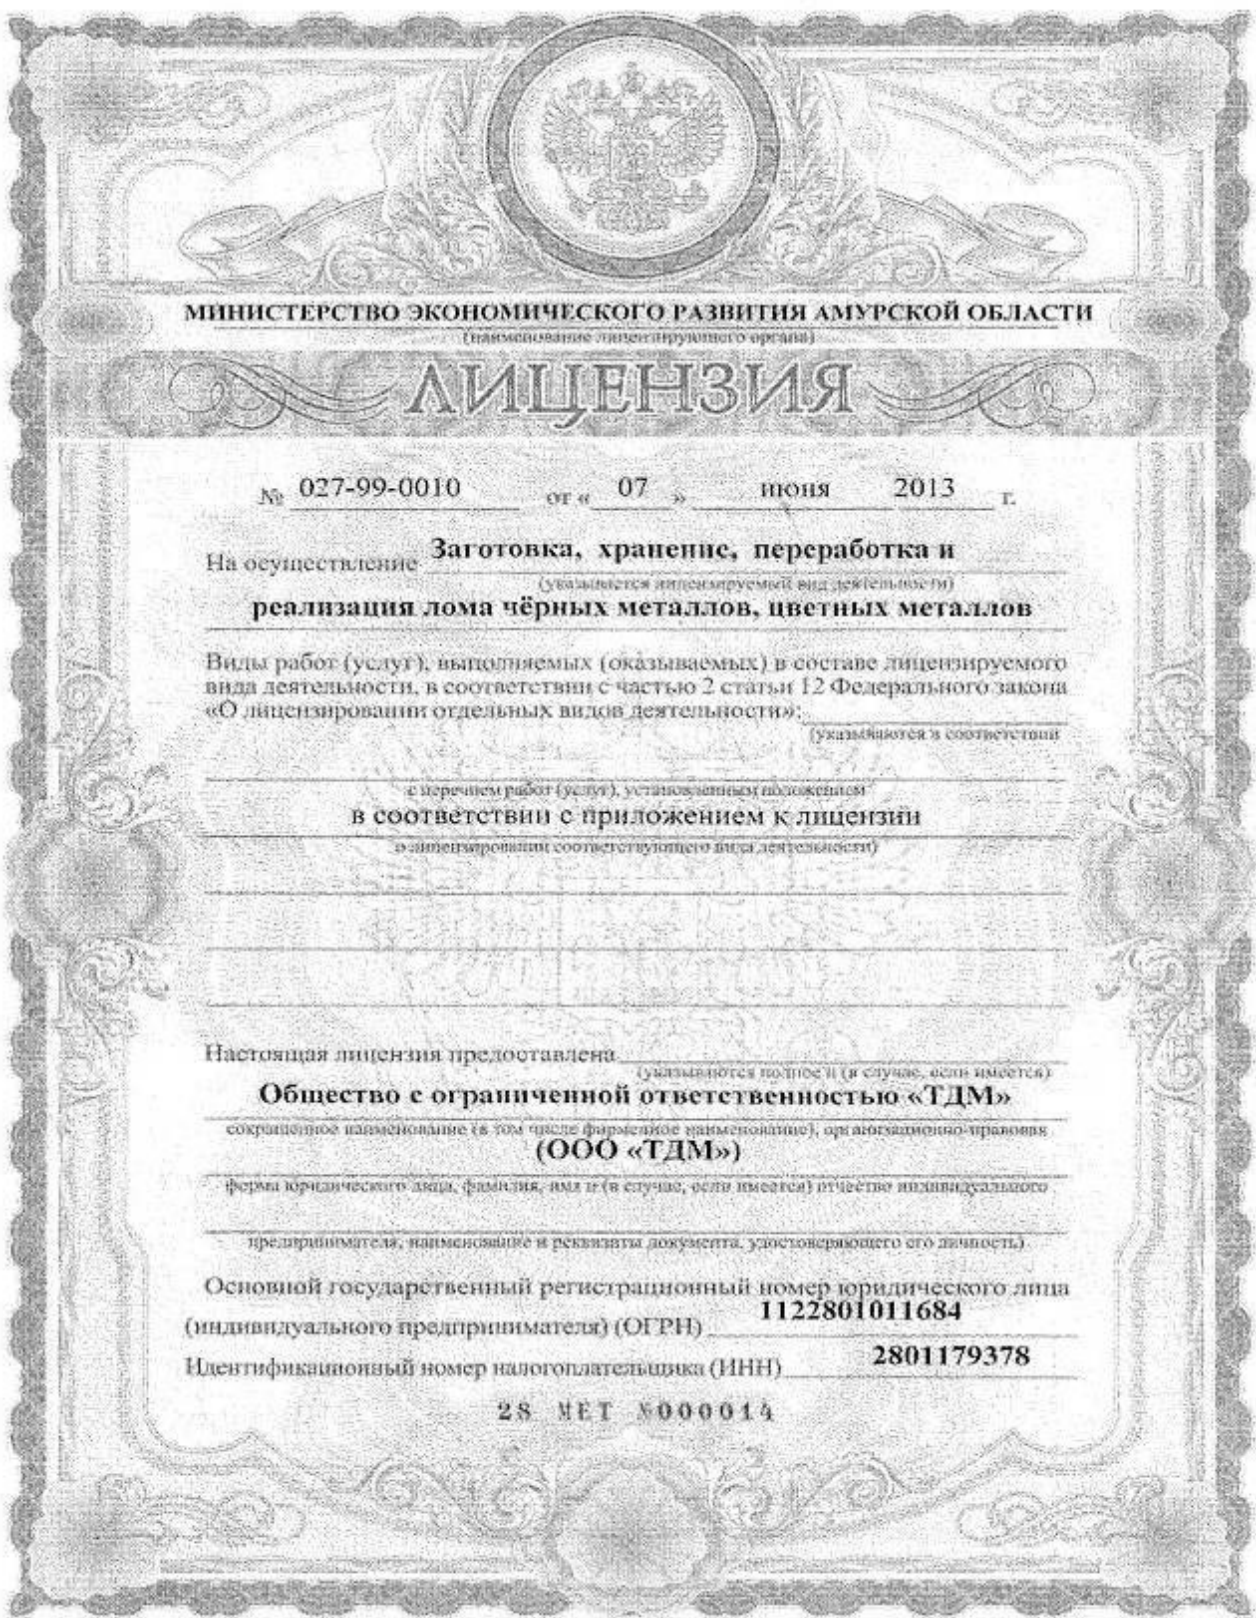 МИНИСТЕРСТВО ЭКОНОМИЧЕСКОГО РАЗВИТИЯ АМУРСКОЙ ОБЛАСТИ
(наименование лицензирующего органа)
ЛИЦЕНЗИЯ
№ 027-99-0010 от « 07 » июня 2013 г.
На осуществление Заготовка, хранение, переработка и
(указывается лицензируемый вид деятельности)
реализация лома чёрных металлов, цветных металлов
Виды работ (услуг), выполняемых (оказываемых) в составе лицензируемого
вида деятельности, в соответствии с частью 2 статьи 12 Федерального закона
«О лицензировании отдельных видов деятельности»:
(указываются в соответствии
с перечнем работ (услуг), установленным положением
в соответствии с приложением к лицензии
о лицензировании соответствующего вида деятельности)
Настоящая лицензия предоставлена
(указываются полное и (в случае, если имеется)
Общество с ограниченной ответственностью «ТДМ»
сокращенное наименование (в том числе фирменное наименование), организационно-правовая
(ООО «ТДМ»)
форма юридического лица, фамилия, имя и (в случае, если имеется) отчество индивидуального
предпринимателя, наименование и реквизиты документа, удостоверяющего его личность)
Основной государственный регистрационный номер юридического лица
(индивидуального предпринимателя) (ОГРН) 1122801011684
Идентификационный номер налогоплательщика (ИНН) 2801179378
28 МЕТ №000014